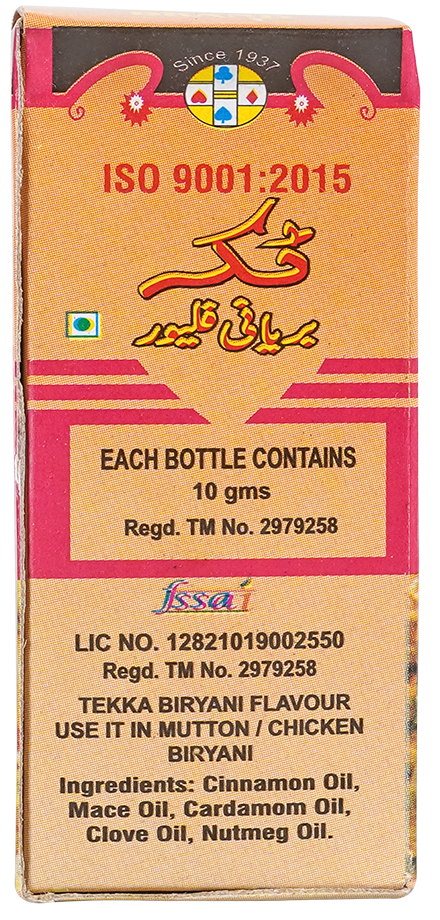 Since 1937
ISO 9001:2015
ٹکہ
بریانی فلیور
EACH BOTTLE CONTAINS
10 gms
Regd. TM No. 2979258
fssai
LIC NO. 12821019002550
Regd. TM No. 2979258
TEKKA BIRYANI FLAVOUR
USE IT IN MUTTON / CHICKEN
BIRYANI
Ingredients: Cinnamon Oil,
Mace Oil, Cardamom Oil,
Clove Oil, Nutmeg Oil.